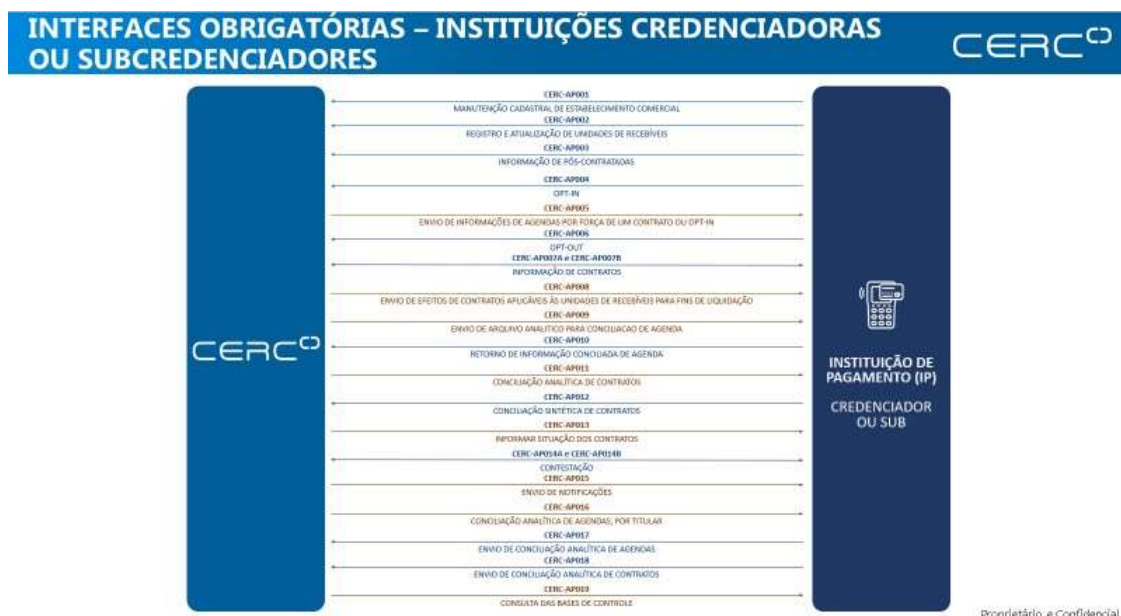 INTERFACES OBRIGATÓRIAS – INSTITUIÇÕES CREDENCIADORAS
OU SUBCREDENCIADORES
CERC
CERC-AP001
MANUTENÇÃO CADASTRAL DE ESTABELECIMENTO COMERCIAL
CERC-AP002
REGISTRO E ATUALIZAÇÃO DE UNIDADES DE RECEBÍVEIS
CERC-AP003
INFORMAÇÃO DE PÓS-CONTRATADAS
CERC-AP004
OPT-IN
CERC-AP005
ENVIO DE INFORMAÇÕES DE AGENDAS POR FORÇA DE UM CONTRATO OU OPT-IN
CERC-AP006
OPT-OUT
CERC-AP007A e CERC-AP007B
INFORMAÇÃO DE CONTRATOS
CERC-AP008
ENVIO DE EFEITOS DE CONTRATOS APLICÁVEIS ÀS UNIDADES DE RECEBÍVEIS PARA FINS DE LIQUIDAÇÃO
CERC-AP009
ENVIO DE ARQUIVO ANALITICO PARA CONCILIACAO DE AGENDA
CERC-AP010
RETORNO DE INFORMAÇÃO CONCILIADA DE AGENDA
CERC-AP011
CONCILIAÇÃO ANALÍTICA DE CONTRATOS
CERC-AP012
CONCILIAÇÃO SINTÉTICA DE CONTRATOS
CERC-AP013
INFORMAR SITUAÇÃO DOS CONTRATOS
CERC-AP014A e CERC-AP014B
CONTESTAÇÃO
CERC-AP015
ENVIO DE NOTIFICAÇÕES
CERC-AP016
CONCILIAÇÃO ANALÍTICA DE AGENDAS, POR TITULAR
CERC-AP017
ENVIO DE CONCILIAÇÃO ANALÍTICA DE AGENDAS
CERC-AP018
ENVIO DE CONCILIAÇÃO ANALÍTICA DE CONTRATOS
CERC-AP019
CONSULTA DAS BASES DE CONTROLE
CERC
INSTITUIÇÃO DE
PAGAMENTO (IP)
CREDENCIADOR
OU SUB
Proprietário e Confidencial